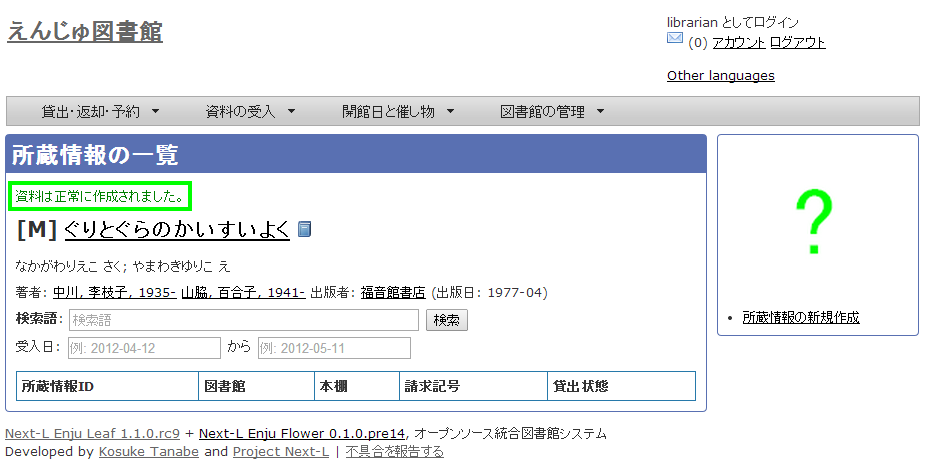 えんじゅ図書館
librarian としてログイン
(0) アカウント ログアウト
Other languages
貸出・返却・予約 ▼ 資料の受入 ▼ 開館日と催し物 ▼ 図書館の管理 ▼
所蔵情報の一覧
資料は正常に作成されました。
[M] ぐりとぐらのかいすいよく
なかがわりえこ さく; やまわきゆりこ え
著者: 中川, 李枝子, 1935- 山脇, 百合子, 1941- 出版者: 福音館書店 (出版日: 1977-04)
検索語: 検索語 検索
受入日: 例: 2012-04-12 から 例: 2012-05-11
所蔵情報ID 図書館 本棚 請求記号 貸出状態
?
• 所蔵情報の新規作成
Next-L Enju Leaf 1.1.0.rc9 + Next-L Enju Flower 0.1.0.pre14, オープンソース統合図書館システム
Developed by Kosuke Tanabe and Project Next-L | 不具合を報告する